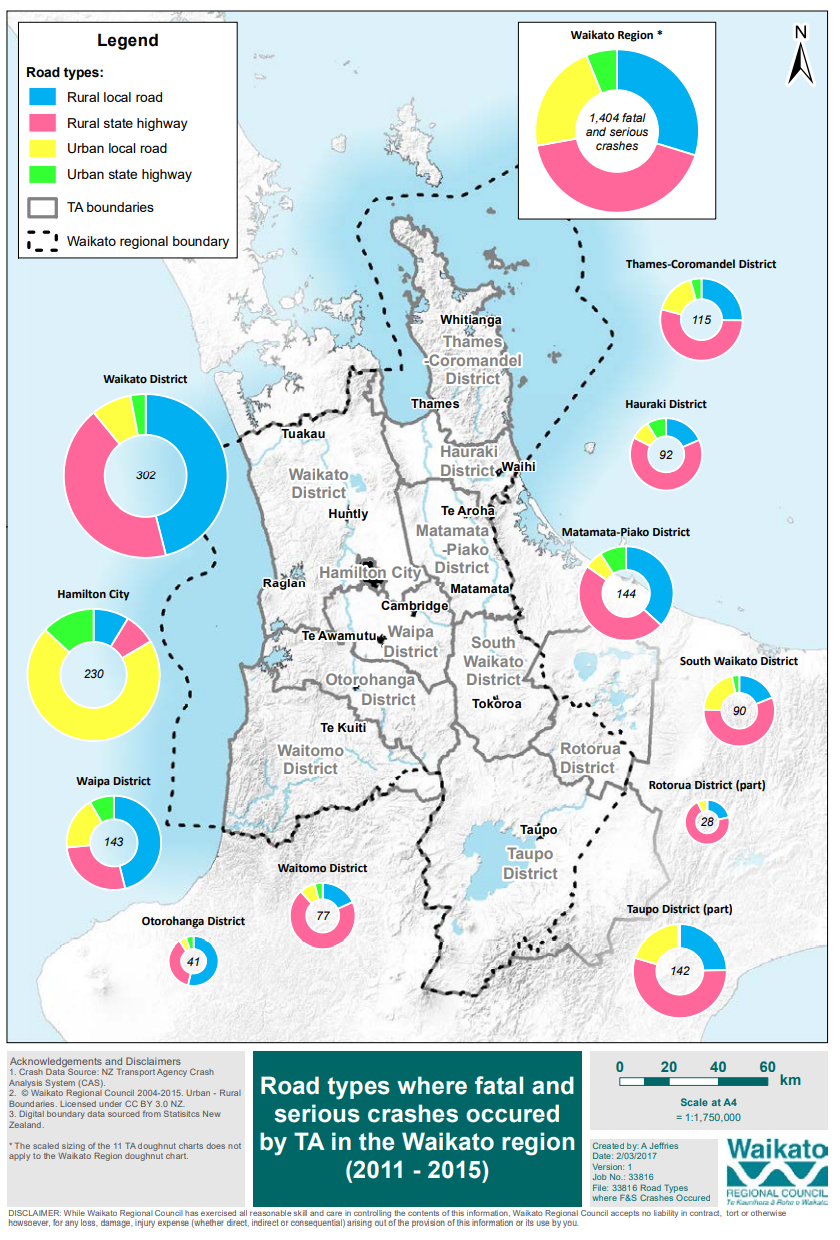 Legend
Road types:
Rural local road
Rural state highway
Urban local road
Urban state highway
TA boundaries
Waikato regional boundary
Waikato Region *
1,404 fatal
and serious
crashes
N
Thames-Coromandel District
115
Whitianga
Thames
-Coromandel
District
Thames
Waikato District
302
Hauraki District
92
Tuakau
Hauraki
District
Waihi
Waikato
District
Huntly
Te Aroha
Matamata
-Piako
District
Matamata-Piako District
144
Hamilton City
Raglan
Matamata
Hamilton City
230
Cambridge
Te Awamutu
Waipa
District
South
Waikato
District
South Waikato District
90
Otorohanga
District
Tokoroa
Te Kuiti
Waitomo
District
Rotorua
District
Rotorua District (part)
28
Waipa District
143
Taupo
Taupo
District
Waitomo District
77
Otorohanga District
41
Taupo District (part)
142
Acknowledgements and Disclaimers
1. Crash Data Source: NZ Transport Agency Crash
Analysis System (CAS).
2. © Waikato Regional Council 2004-2015. Urban - Rural
Boundaries. Licensed under CC BY 3.0 NZ.
3. Digital boundary data sourced from Statisitcs New
Zealand.
* The scaled sizing of the 11 TA doughnut charts does not
apply to the Waikato Region doughnut chart.
Road types where fatal and
serious crashes occured
by TA in the Waikato region
(2011 - 2015)
0 20 40 60
km
Scale at A4
= 1:1,750,000
Created by: A Jeffries
Date: 2/03/2017
Version: 1
Job No.: 33816
File: 33816 Road Types
where F&S Crashes Occured
Waikato
REGIONAL COUNCIL
Te Kaunihera ā Rohe o Waikato
DISCLAIMER: While Waikato Regional Council has exercised all reasonable skill and care in controlling the contents of this information, Waikato Regional Council accepts no liability in contract, tort or otherwise
howsoever, for any loss, damage, injury expense (whether direct, indirect or consequential) arising out of the provision of this information or its use by you.